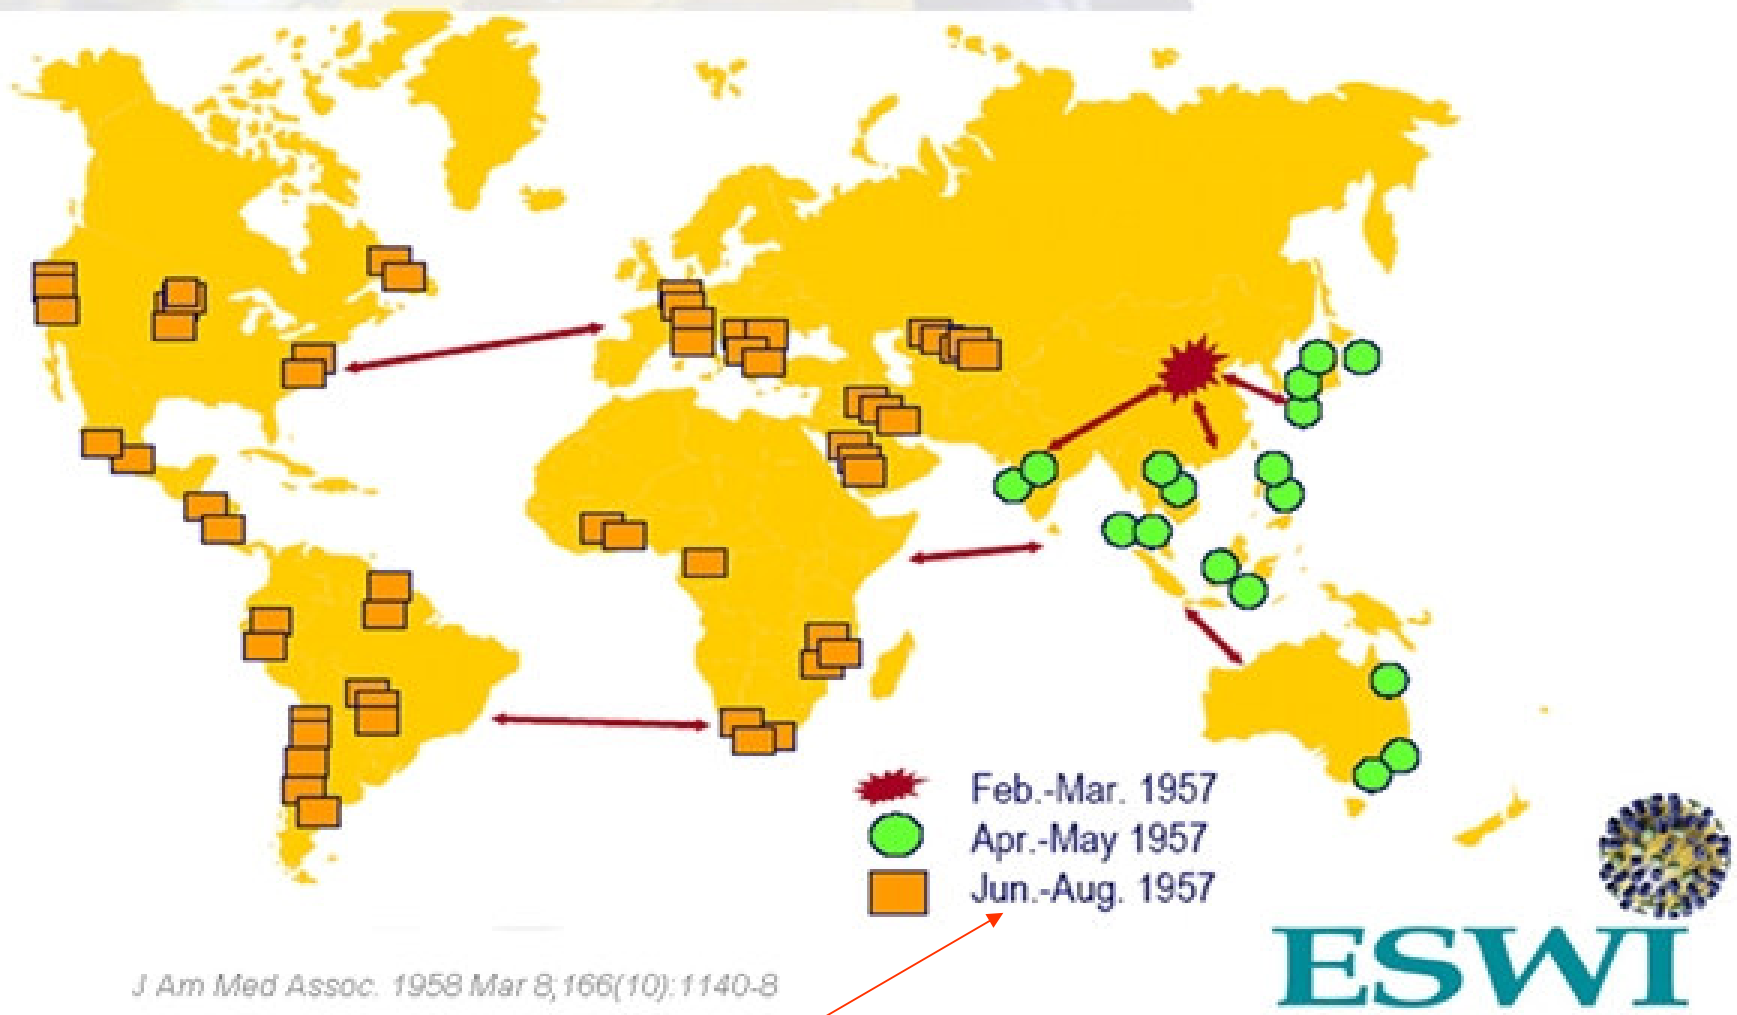 Feb.-Mar. 1957
Apr.-May 1957
Jun.-Aug. 1957
J Am Med Assoc. 1958 Mar 8;166(10):1140-8
ESWI